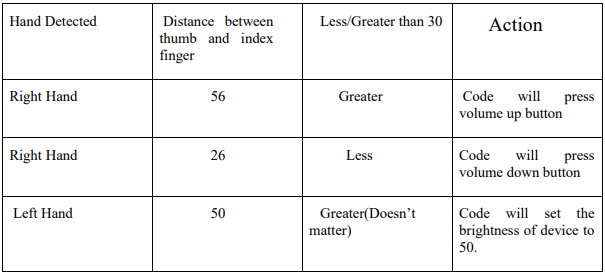 Hand Detected
Distance between
thumb and index
finger
Less/Greater than 30
Action
Right Hand
56
Greater
Code will press
volume up button
Right Hand
26
Less
Code will press
volume down button
Left Hand
50
Greater(Doesn't
matter)
Code will set the
brightness of device to
50.